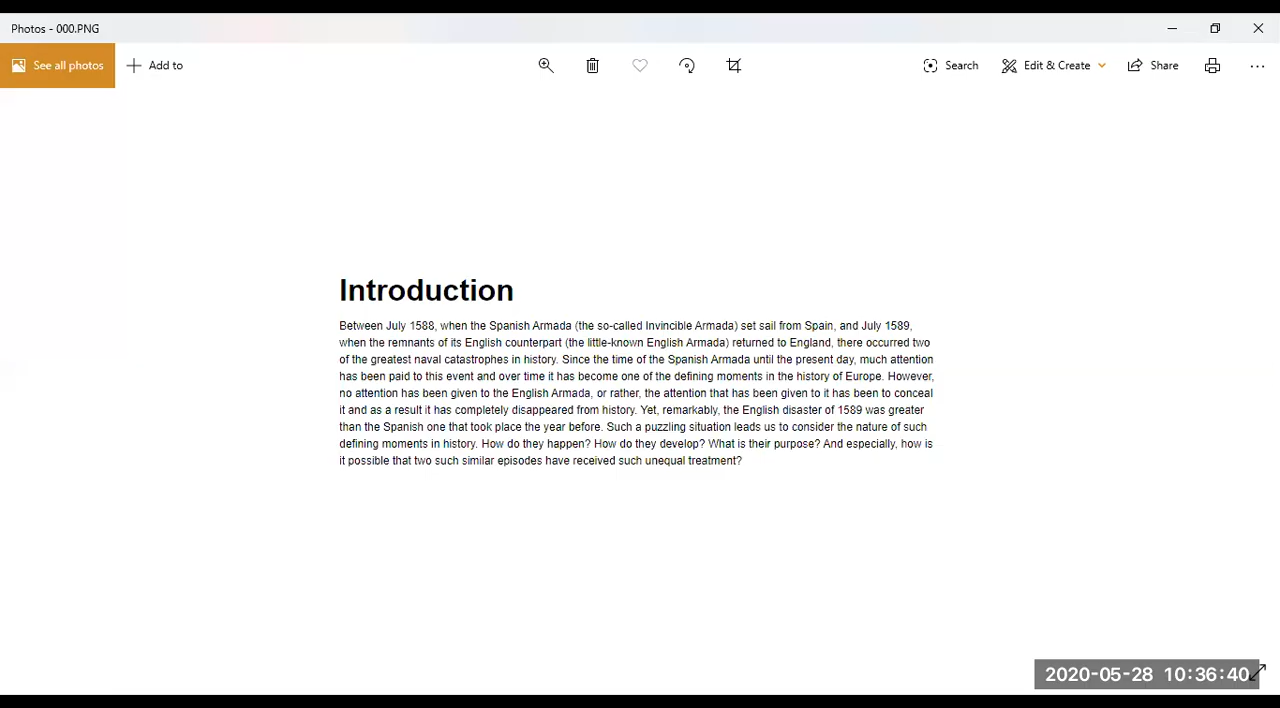 Photos - 000.PNG
See all photos
Add to
Search
Edit & Create
Share
Introduction
Between July 1588, when the Spanish Armada (the so-called Invincible Armada) set sail from Spain, and July 1589,
when the remnants of its English counterpart (the little-known English Armada) returned to England, there occurred two
of the greatest naval catastrophes in history. Since the time of the Spanish Armada until the present day, much attention
has been paid to this event and over time it has become one of the defining moments in the history of Europe. However,
no attention has been given to the English Armada, or rather, the attention that has been given to it has been to conceal
it and as a result it has completely disappeared from history. Yet, remarkably, the English disaster of 1589 was greater
than the Spanish one that took place the year before. Such a puzzling situation leads us to consider the nature of such
defining moments in history. How do they happen? How do they develop? What is their purpose? And especially, how is
it possible that two such similar episodes have received such unequal treatment?
2020-05-28 10:36:40